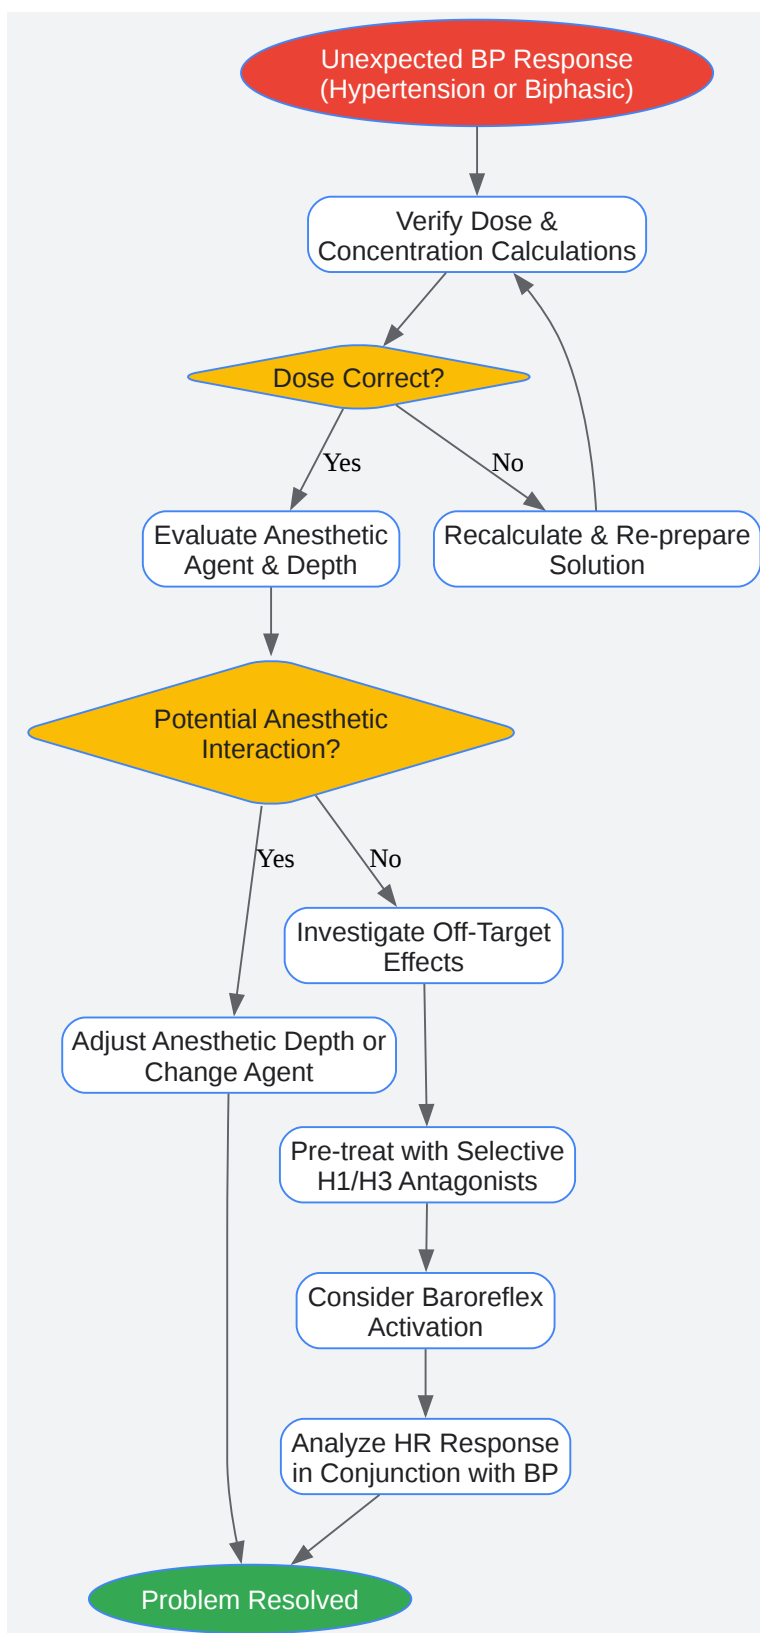 Unexpected BP Response
(Hypertension or Biphasic)
Verify Dose &
Concentration Calculations
Dose Correct?
Yes
No
Evaluate Anesthetic
Agent & Depth
Recalculate & Re-prepare
Solution
Potential Anesthetic
Interaction?
Yes
No
Investigate Off-Target
Effects
Adjust Anesthetic Depth or
Change Agent
Pre-treat with Selective
H1/H3 Antagonists
Consider Baroreflex
Activation
Analyze HR Response
in Conjunction with BP
Problem Resolved